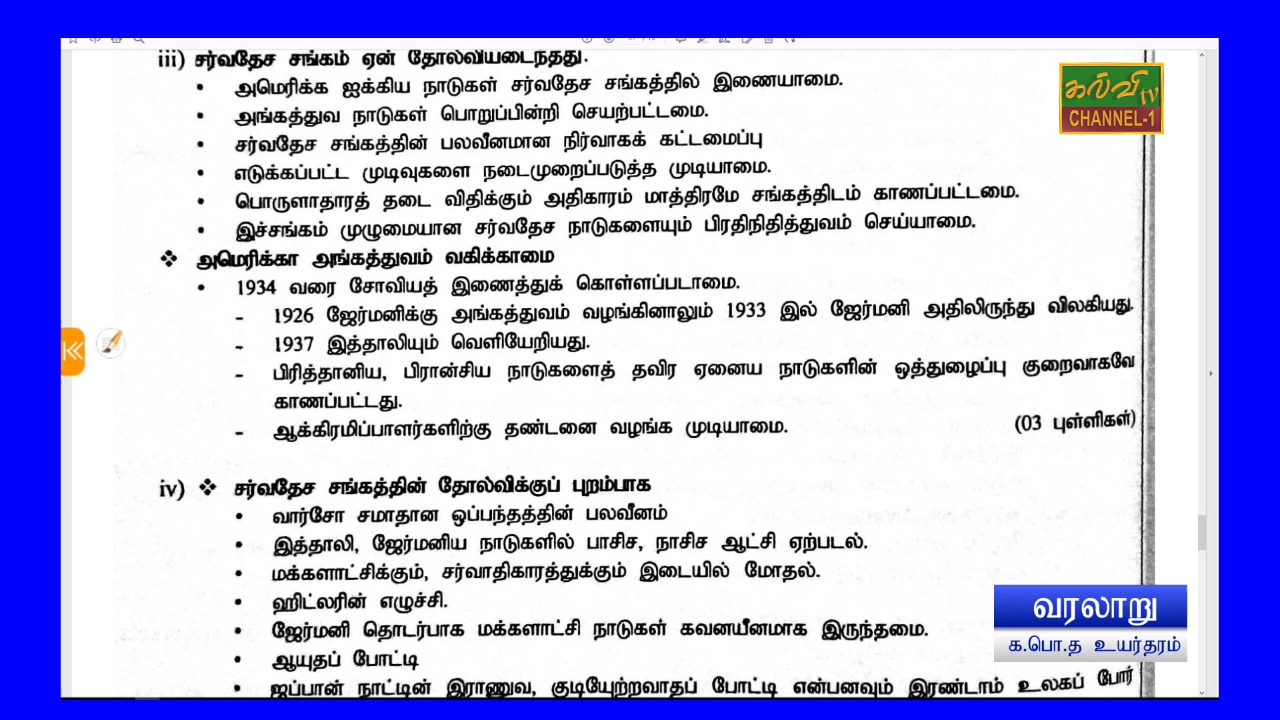 iii) சர்வதேச சங்கம் ஏன் தோல்வியடைந்தது.
• அமெரிக்க ஐக்கிய நாடுகள் சர்வதேச சங்கத்தில் இணையாமை.
• அங்கத்துவ நாடுகள் பொறுப்பின்றி செயற்பட்டமை.
• சர்வதேச சங்கத்தின் பலவீனமான நிர்வாகக் கட்டமைப்பு
• எடுக்கப்பட்ட முடிவுகளை நடைமுறைப்படுத்த முடியாமை.
• பொருளாதாரத் தடை விதிக்கும் அதிகாரம் மாத்திரமே சங்கத்திடம் காணப்பட்டமை.
• இச்சங்கம் முழுமையான சர்வதேச நாடுகளையும் பிரதிநிதித்துவம் செய்யாமை.
❖ அமெரிக்கா அங்கத்துவம் வகிக்காமை
• 1934 வரை சோவியத் இணைத்துக் கொள்ளப்படாமை.
- 1926 ஜேர்மனிக்கு அங்கத்துவம் வழங்கினாலும் 1933 இல் ஜேர்மனி அதிலிருந்து விலகியது.
- 1937 இத்தாலியும் வெளியேறியது.
- பிரித்தானிய, பிரான்சிய நாடுகளைத் தவிர ஏனைய நாடுகளின் ஒத்துழைப்பு குறைவாகவே
காணப்பட்டது.
- ஆக்கிரமிப்பாளர்களிற்கு தண்டனை வழங்க முடியாமை. (03 புள்ளிகள்)
iv) ❖ சர்வதேச சங்கத்தின் தோல்விக்குப் புறம்பாக
• வார்சோ சமாதான ஒப்பந்தத்தின் பலவீனம்
• இத்தாலி, ஜேர்மனிய நாடுகளில் பாசிச, நாசிச ஆட்சி ஏற்படல்.
• மக்களாட்சிக்கும், சர்வாதிகாரத்துக்கும் இடையில் மோதல்.
• ஹிட்லரின் எழுச்சி.
• ஜேர்மனி தொடர்பாக மக்களாட்சி நாடுகள் கவனயீனமாக இருந்தமை.
• ஆயுதப் போட்டி
• ஜப்பான் நாட்டின் இராணுவ, குடியேற்றவாதப் போட்டி என்பனவும் இரண்டாம் உலகப் போர்
கல்வி tv
CHANNEL-1
வரலாறு
க.பொ.த உயர்தரம்